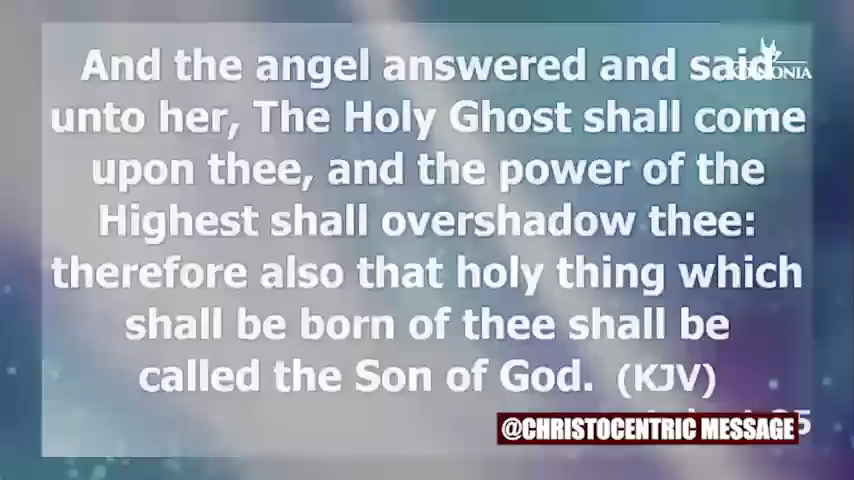 And the angel answered and said
unto her, The Holy Ghost shall come
upon thee, and the power of the
Highest shall overshadow thee:
therefore also that holy thing which
shall be born of thee shall be
called the Son of God. (KJV)
@CHRISTOCENTRIC MESSAGE